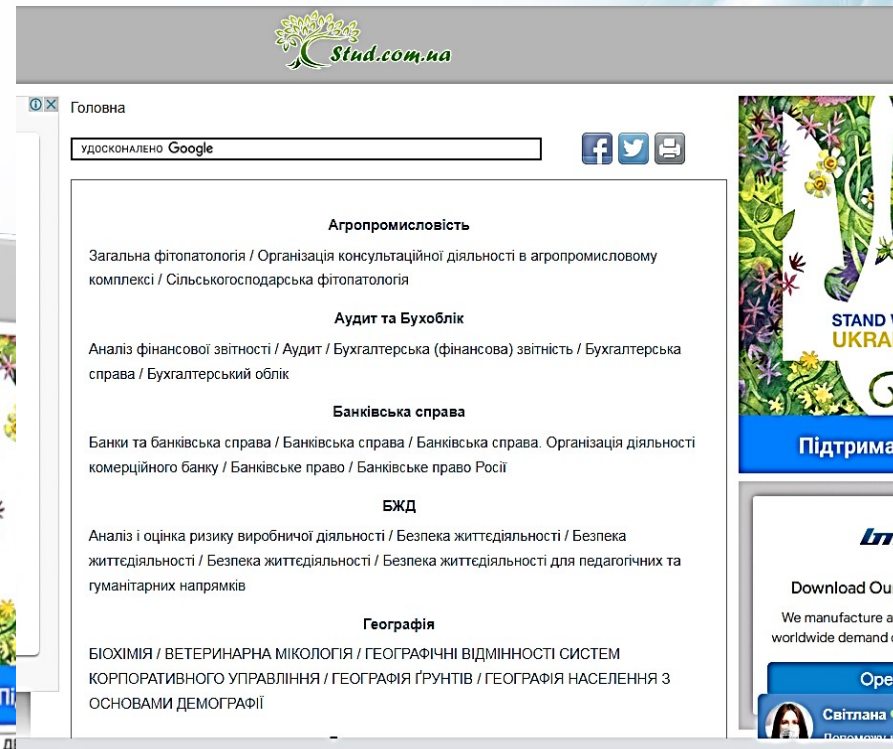 Stud.com.ua
Головна
УДОСКОНАЛЕНО Google
Агропромисловість
Загальна фітопатологія / Організація консультаційної діяльності в агропромисловому
комплексі / Сільськогосподарська фітопатологія
Аудит та Бухоблік
Аналіз фінансової звітності / Аудит / Бухгалтерська (фінансова) звітність / Бухгалтерська
справа / Бухгалтерський облік
Банківська справа
Банки та банківська справа / Банківська справа / Банківська справа. Організація діяльності
комерційного банку / Банківське право / Банківське право Росії
БЖД
Аналіз і оцінка ризику виробничої діяльності / Безпека життєдіяльності / Безпека
життєдіяльності / Безпека життєдіяльності / Безпека життєдіяльності для педагогічних та
гуманітарних напрямків
Географія
БІОХІМІЯ / ВЕТЕРИНАРНА МІКОЛОГІЯ / ГЕОГРАФІЧНІ ВІДМІННОСТІ СИСТЕМ
КОРПОРАТИВНОГО УПРАВЛІННЯ / ГЕОГРАФІЯ ҐРУНТІВ / ГЕОГРАФІЯ НАСЕЛЕННЯ З
ОСНОВАМИ ДЕМОГРАФІЇ
STAND
UKRA
Підтрима
Download Ou
We manufacture a
worldwide demand
Ope
Світлана